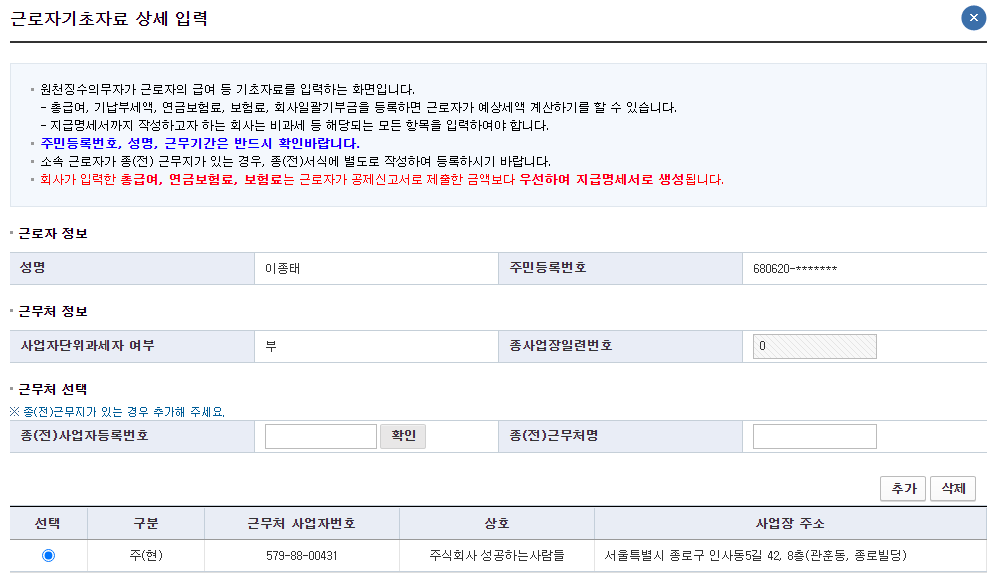 근로자기초자료 상세 입력
원천징수의무자가 근로자의 급여 등 기초자료를 입력하는 화면입니다.
- 총급여, 기납부세액, 연금보험료, 보험료, 회사일괄기부금을 등록하면 근로자가 예상세액 계산하기를 할 수 있습니다.
- 지급명세서까지 작성하고자 하는 회사는 비과세 등 해당되는 모든 항목을 입력하여야 합니다.
주민등록번호, 성명, 근무기간은 반드시 확인바랍니다.
소속 근로자가 종(전) 근무지가 있는 경우, 종(전)서식에 별도로 작성하여 등록하시기 바랍니다.
회사가 입력한 총급여, 연금보험료, 보험료는 근로자가 공제신고서로 제출한 금액보다 우선하여 지급명세서로 생성됩니다.
근로자 정보
성명 이종태 주민등록번호 680620-*******
근무처 정보
사업자단위과세자 여부 부 종사업장일련번호 0
근무처 선택
※ 종(전)근무지가 있는 경우 추가해 주세요.
종(전)사업자등록번호 확인 종(전)근무처명
추가 삭제
선택 구분 근무처 사업자번호 상호 사업장 주소
주(현) 579-88-00431 주식회사 성공하는사람들 서울특별시 종로구 인사동5길 42, 8층(관훈동, 종로빌딩)